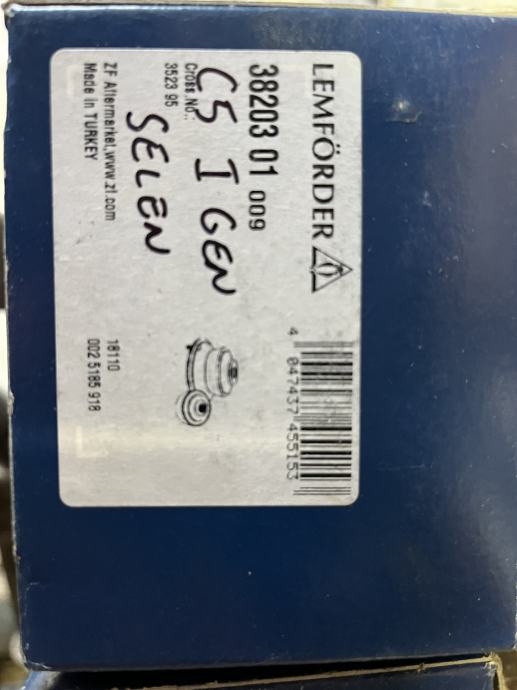 LEMFÖRDER
38203 01 009
Cross No.:
3523 95
C5 I GEN
SELEN
4 047437 455153
ZF Aftermarket,www.zf.com
Made in TURKEY
18110
002 5185 918